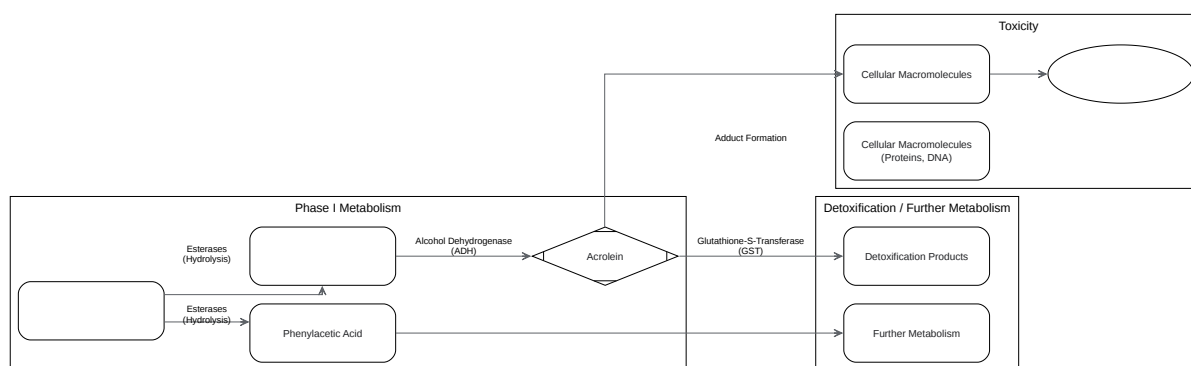 Toxicity
Cellular Macromolecules
Adduct Formation
Cellular Macromolecules
(Proteins, DNA)
Phase I Metabolism
Detoxification / Further Metabolism
Esterases
(Hydrolysis)
Alcohol Dehydrogenase
(ADH)
Acrolein
Glutathione-S-Transferase
(GST)
Detoxification Products
Esterases
(Hydrolysis)
Phenylacetic Acid
Further Metabolism